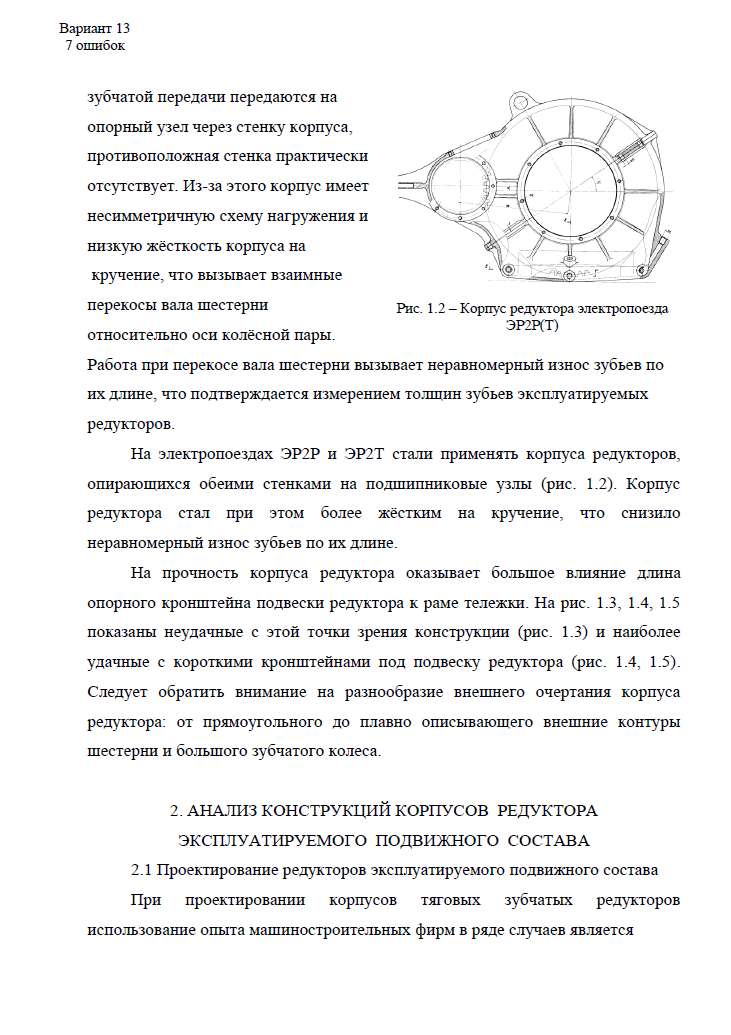 Вариант 13
7 ошибок
зубчатой передачи передаются на
опорный узел через стенку корпуса,
противоположная стенка практически
отсутствует. Из-за этого корпус имеет
несимметричную схему нагружения и
низкую жёсткость корпуса на
кручение, что вызывает взаимные
перекосы вала шестерни
относительно оси колёсной пары.
Рис. 1.2 – Корпус редуктора электропоезда
ЭР2Р(Т)
Работа при перекосе вала шестерни вызывает неравномерный износ зубьев по
их длине, что подтверждается измерением толщин зубьев эксплуатируемых
редукторов.
На электропоездах ЭР2Р и ЭР2Т стали применять корпуса редукторов,
опирающихся обеими стенками на подшипниковые узлы (рис. 1.2). Корпус
редуктора стал при этом более жёстким на кручение, что снизило
неравномерный износ зубьев по их длине.
На прочность корпуса редуктора оказывает большое влияние длина
опорного кронштейна подвески редуктора к раме тележки. На рис. 1.3, 1.4, 1.5
показаны неудачные с этой точки зрения конструкции (рис. 1.3) и наиболее
удачные с короткими кронштейнами под подвеску редуктора (рис. 1.4, 1.5).
Следует обратить внимание на разнообразие внешнего очертания корпуса
редуктора: от прямоугольного до плавно описывающего внешние контуры
шестерни и большого зубчатого колеса.
2. АНАЛИЗ КОНСТРУКЦИЙ КОРПУСОВ РЕДУКТОРА
ЭКСПЛУАТИРУЕМОГО ПОДВИЖНОГО СОСТАВА
2.1 Проектирование редукторов эксплуатируемого подвижного состава
При проектировании корпусов тяговых зубчатых редукторов
использование опыта машиностроительных фирм в ряде случаев является